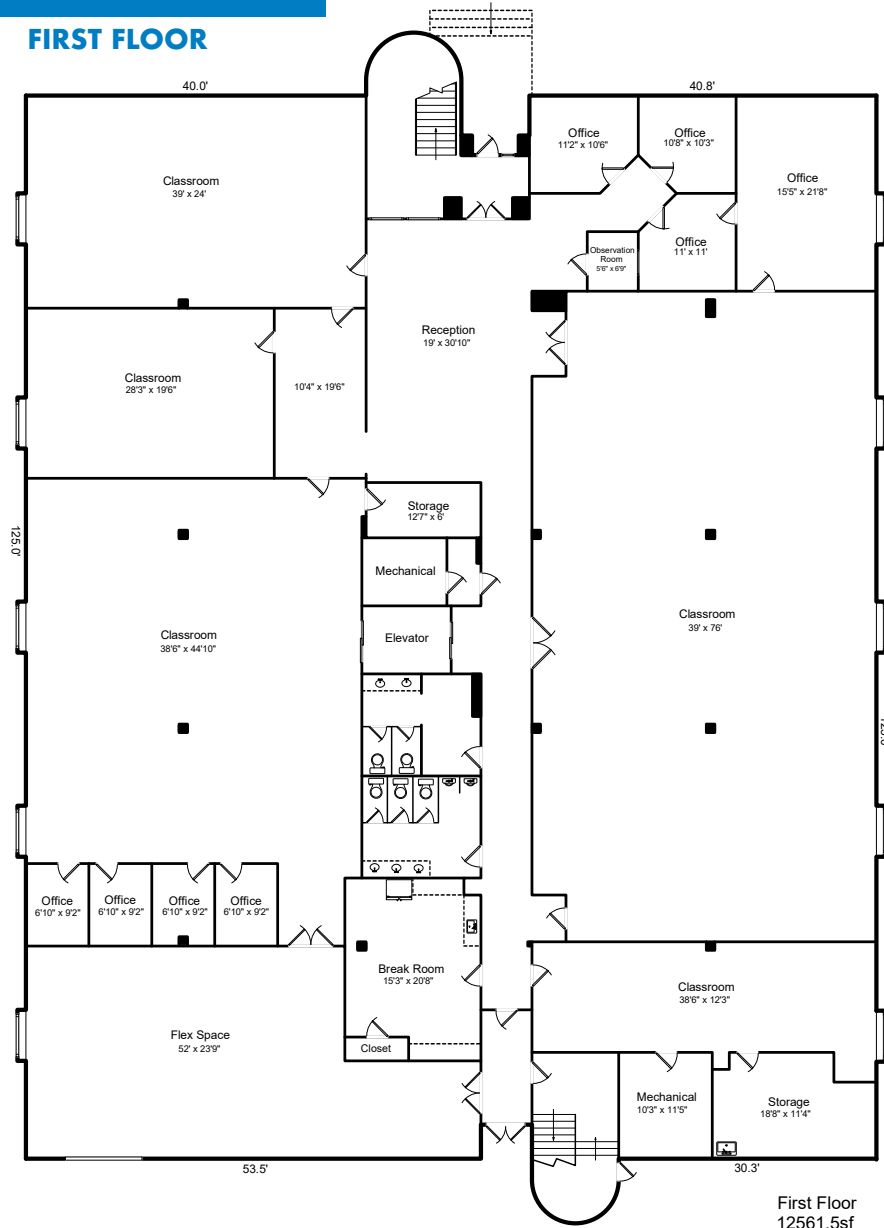 FIRST FLOOR
40.0'
40.8'
Office
11'2" x 10'6"
Office
10'8" x 10'3"
Classroom
39' x 24'
Office
15'5" x 21'8"
Office
11' x 11'
Observation
Room
5'6" x 6'9"
Reception
19' x 30'10"
Classroom
28'3" x 19'6"
10'4" x 19'6"
Storage
12'7" x 6'
125.0'
Mechanical
Classroom
39' x 76'
Classroom
38'6" x 44'10"
Elevator
Office
6'10" x 9'2"
Office
6'10" x 9'2"
Office
6'10" x 9'2"
Office
6'10" x 9'2"
Break Room
15'3" x 20'8"
Classroom
38'6" x 12'3"
Flex Space
52' x 23'9"
Closet
Mechanical
10'3" x 11'5"
Storage
18'8" x 11'4"
53.5'
30.3'
First Floor
12561.5sf